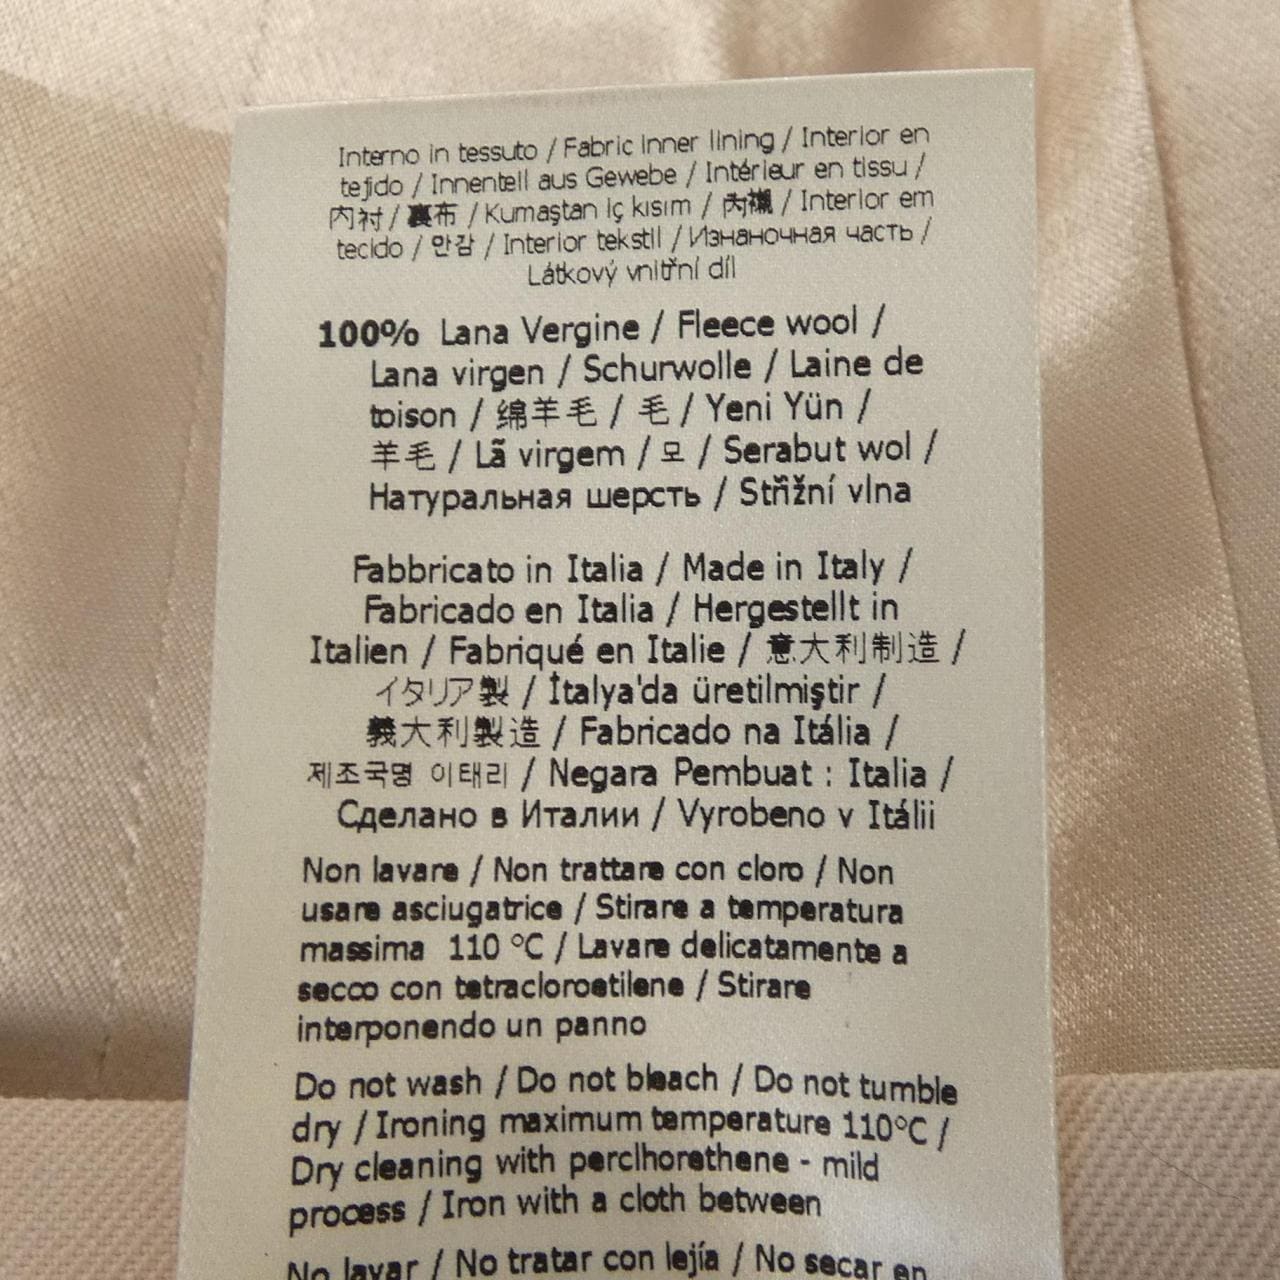 Interno in tessuto / Fabric inner lining / Interior en
tejido / Innenteil aus Gewebe / Intérieur en tissu /
内衬 / 裏布 / Kumaştan iç kısım / 內襯 / Interior em
tecido / 안감 / Interior tekstil / Изнаночная часть /
Látkový vnitřní díl
100% Lana Vergine / Fleece wool /
Lana virgen / Schurwolle / Laine de
toison / 绵羊毛 / 毛 / Yeni Yün /
羊毛 / Lã virgem / 모 / Serabut wol /
Натуральная шерсть / Střižní vlna
Fabbricato in Italia / Made in Italy /
Fabricado en Italia / Hergestellt in
Italien / Fabriqué en Italie / 意大利制造 /
イタリア製 / İtalya'da üretilmiştir /
義大利製造 / Fabricado na Itália /
제조국명 이태리 / Negara Pembuat : Italia /
Сделано в Италии / Vyrobeno v Itálii
Non lavare / Non trattare con cloro / Non
usare asciugatrice / Stirare a temperatura
massima 110 °C / Lavare delicatamente a
secco con tetracloroetilene / Stirare
interponendo un panno
Do not wash / Do not bleach / Do not tumble
dry / Ironing maximum temperature 110°C /
Dry cleaning with perclhorethene - mild
process / Iron with a cloth between
No lavar / No tratar con lejía / No secar en